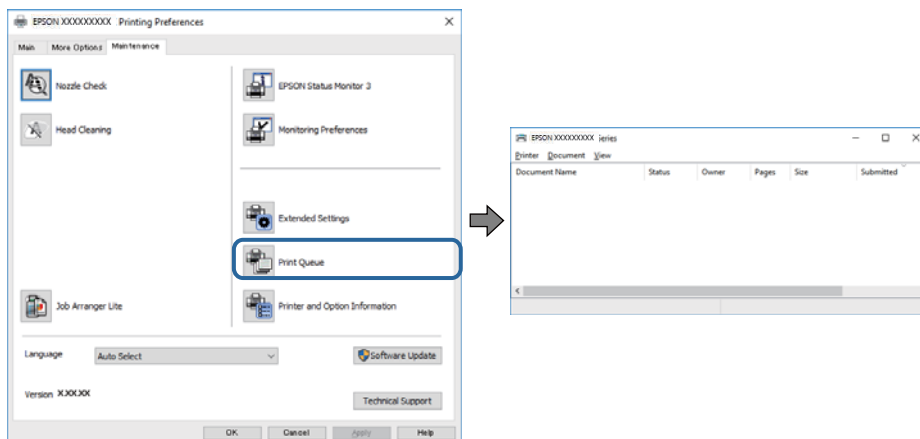 EPSON XXXXXXXXX Printing Preferences
Main More Options Maintenance
Nozzle Check
EPSON Status Monitor 3
Head Cleaning
Monitoring Preferences
Extended Settings
Print Queue
Job Arranger Lite
Printer and Option Information
Language Auto Select
Software Update
Version X.XX.XX
Technical Support
OK Cancel Apply Help
EPSON XXXXXXXXX ieries
Printer Document View
Document Name Status Owner Pages Size Submitted